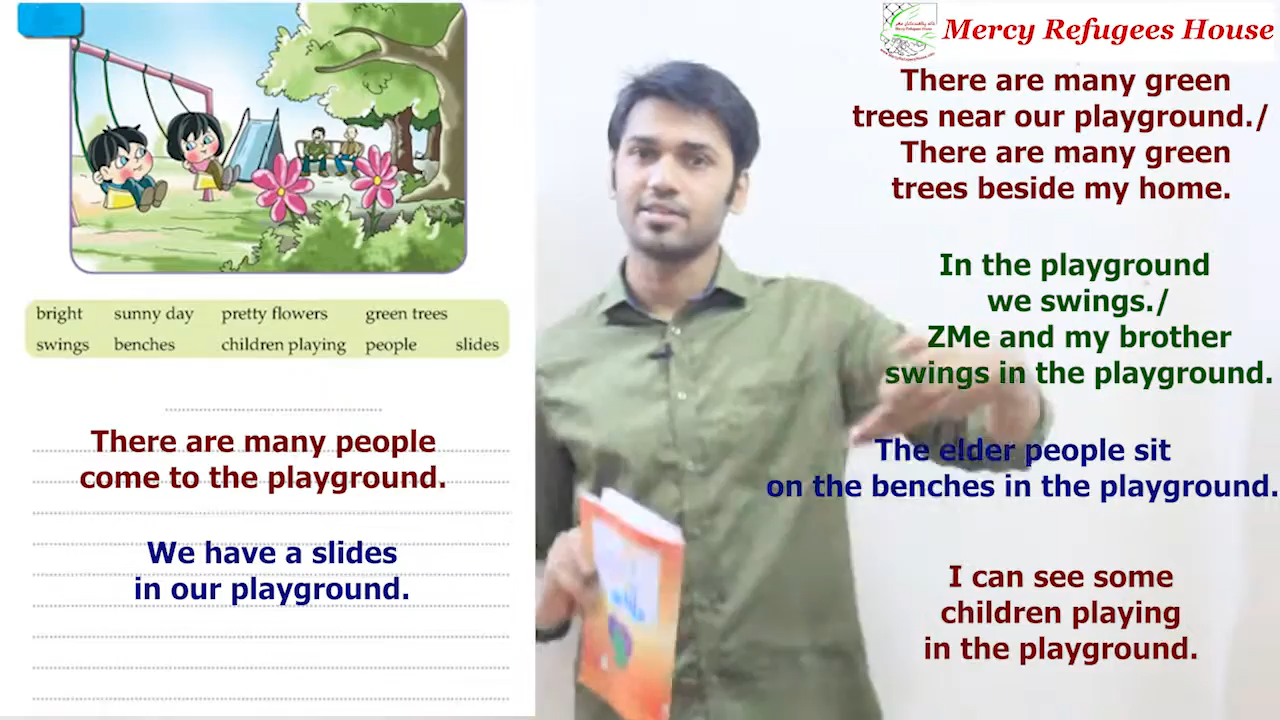 Mercy Refugees House
There are many green
trees near our playground./
There are many green
trees beside my home.
In the playground
we swings./
ZMe and my brother
swings in the playground.
The elder people sit
on the benches in the playground.
I can see some
children playing
in the playground.
bright sunny day pretty flowers green trees
swings benches children playing people slides
There are many people
come to the playground.
We have a slides
in our playground.